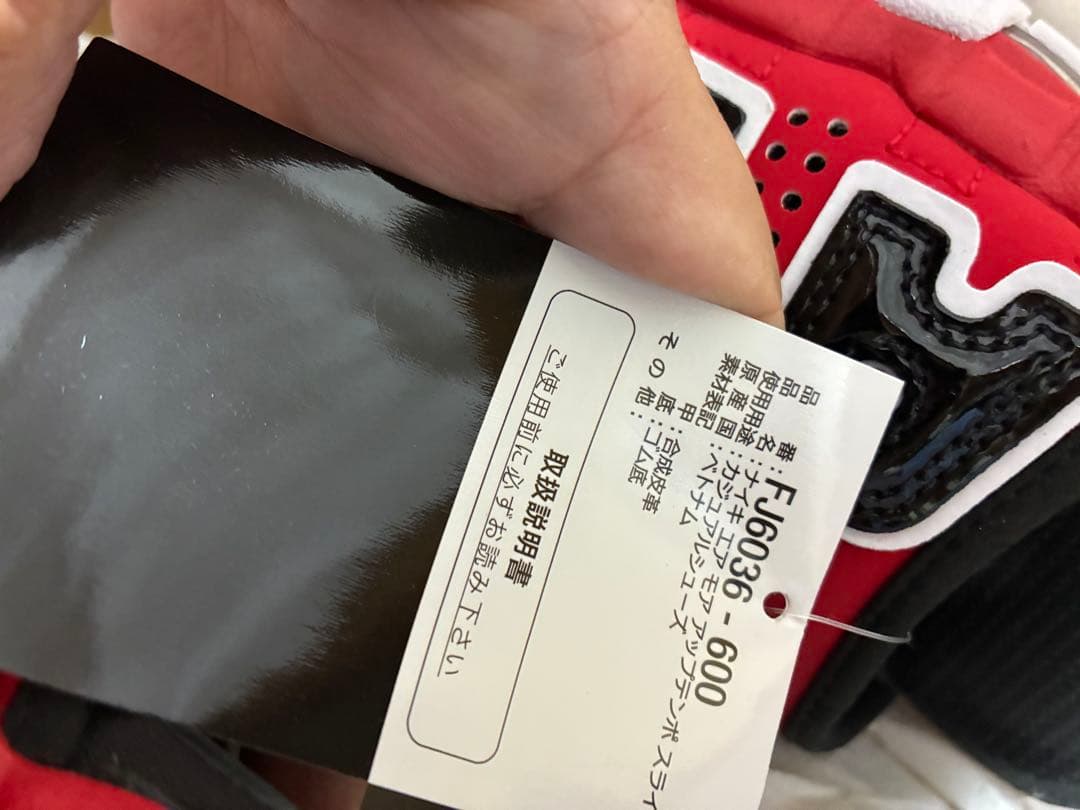 品　　番：FJ6036 - 600
品　　名：ナイキ エア モア アップテンポ スライ
使用用途：カジュアルシューズ
原 産 国：ベトナム
素材表記
甲：合成皮革
底：ゴム底
その他：
取扱説明書
ご使用前に必ずお読み下さい